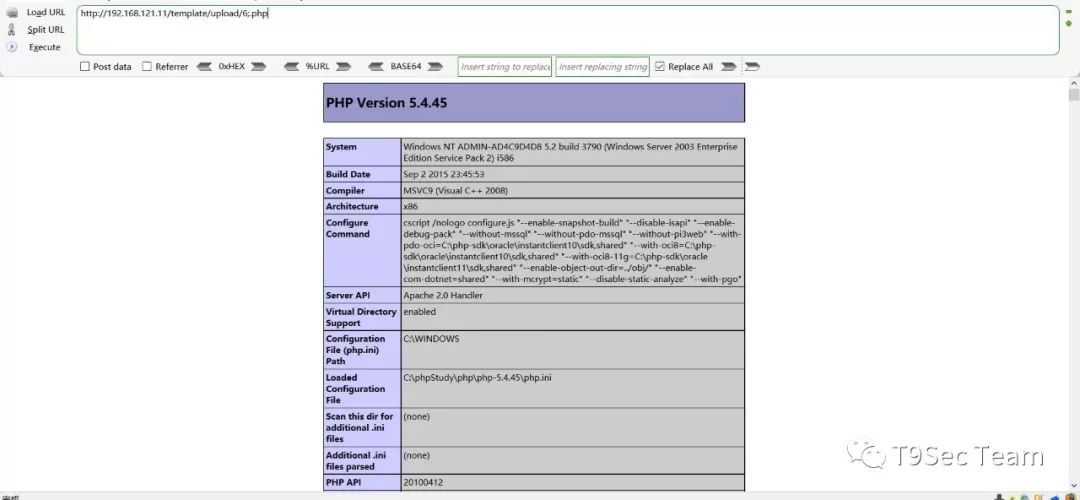 Load URL
http://192.168.121.11/template/upload/6;.php
Split URL
Execute
Post data Referrer 0xHEX %URL BASE64 Insert string to replace Insert replacing string Replace All
PHP Version 5.4.45
System Windows NT ADMIN-AD4C9D4D8 5.2 build 3790 (Windows Server 2003 Enterprise
Edition Service Pack 2) i586
Build Date Sep 2 2015 23:45:53
Compiler MSVC9 (Visual C++ 2008)
Architecture x86
Configure cscript /nologo configure.js "--enable-snapshot-build" "--disable-isapi" "--enable-
Command debug-pack" "--without-mssql" "--without-pdo-mssql" "--without-pi3web" "--with-
pdo-oci=C:\php-sdk\oracle\instantclient10\sdk,shared" "--with-oci8=C:\php-
sdk\oracle\instantclient10\sdk,shared" "--with-oci8-11g=C:\php-sdk\oracle
\instantclient11\sdk,shared" "--enable-object-out-dir=../obj/" "--enable-
com-dotnet=shared" "--with-mcrypt=static" "--disable-static-analyze" "--with-pgo"
Server API Apache 2.0 Handler
Virtual Directory enabled
Support
Configuration C:\WINDOWS
File (php.ini)
Path
Loaded C:\phpStudy\php\php-5.4.45\php.ini
Configuration
File
Scan this dir for (none)
additional .ini
files
Additional .ini (none)
files parsed
PHP API 20100412
T9Sec Team